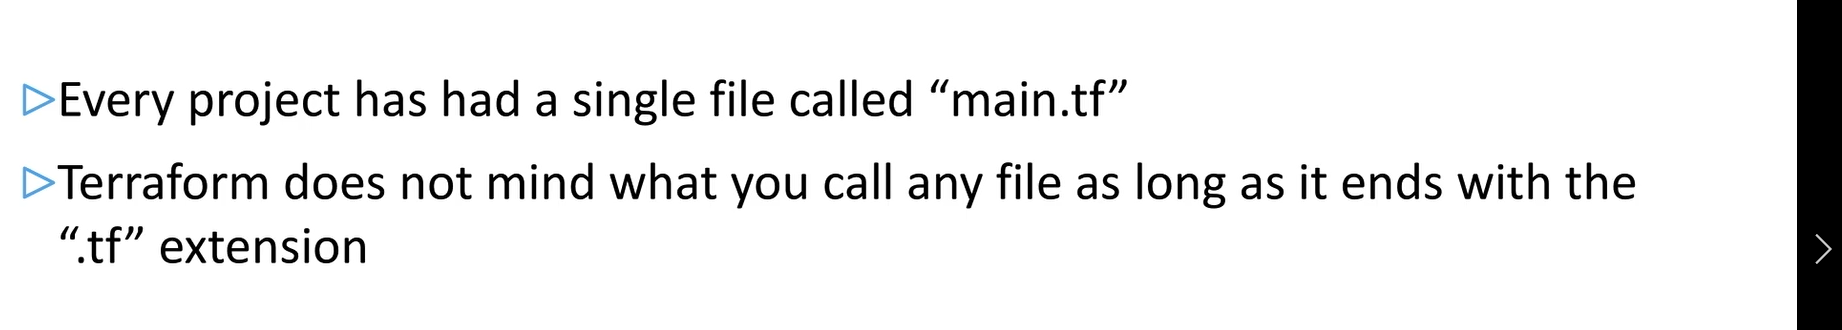 Every project has had a single file called “main.tf”
Terraform does not mind what you call any file as long as it ends with the
“.tf” extension